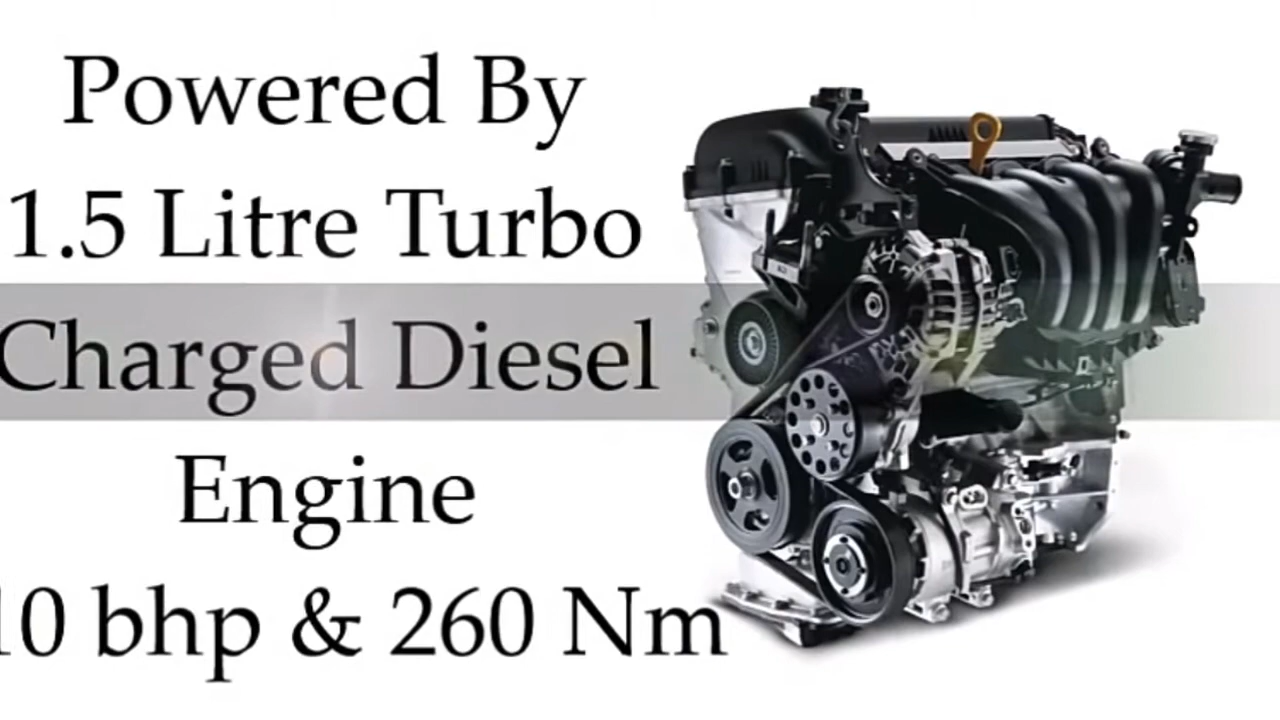 Powered By
1.5 Litre Turbo
Charged Diesel
Engine
10 bhp & 260 Nm